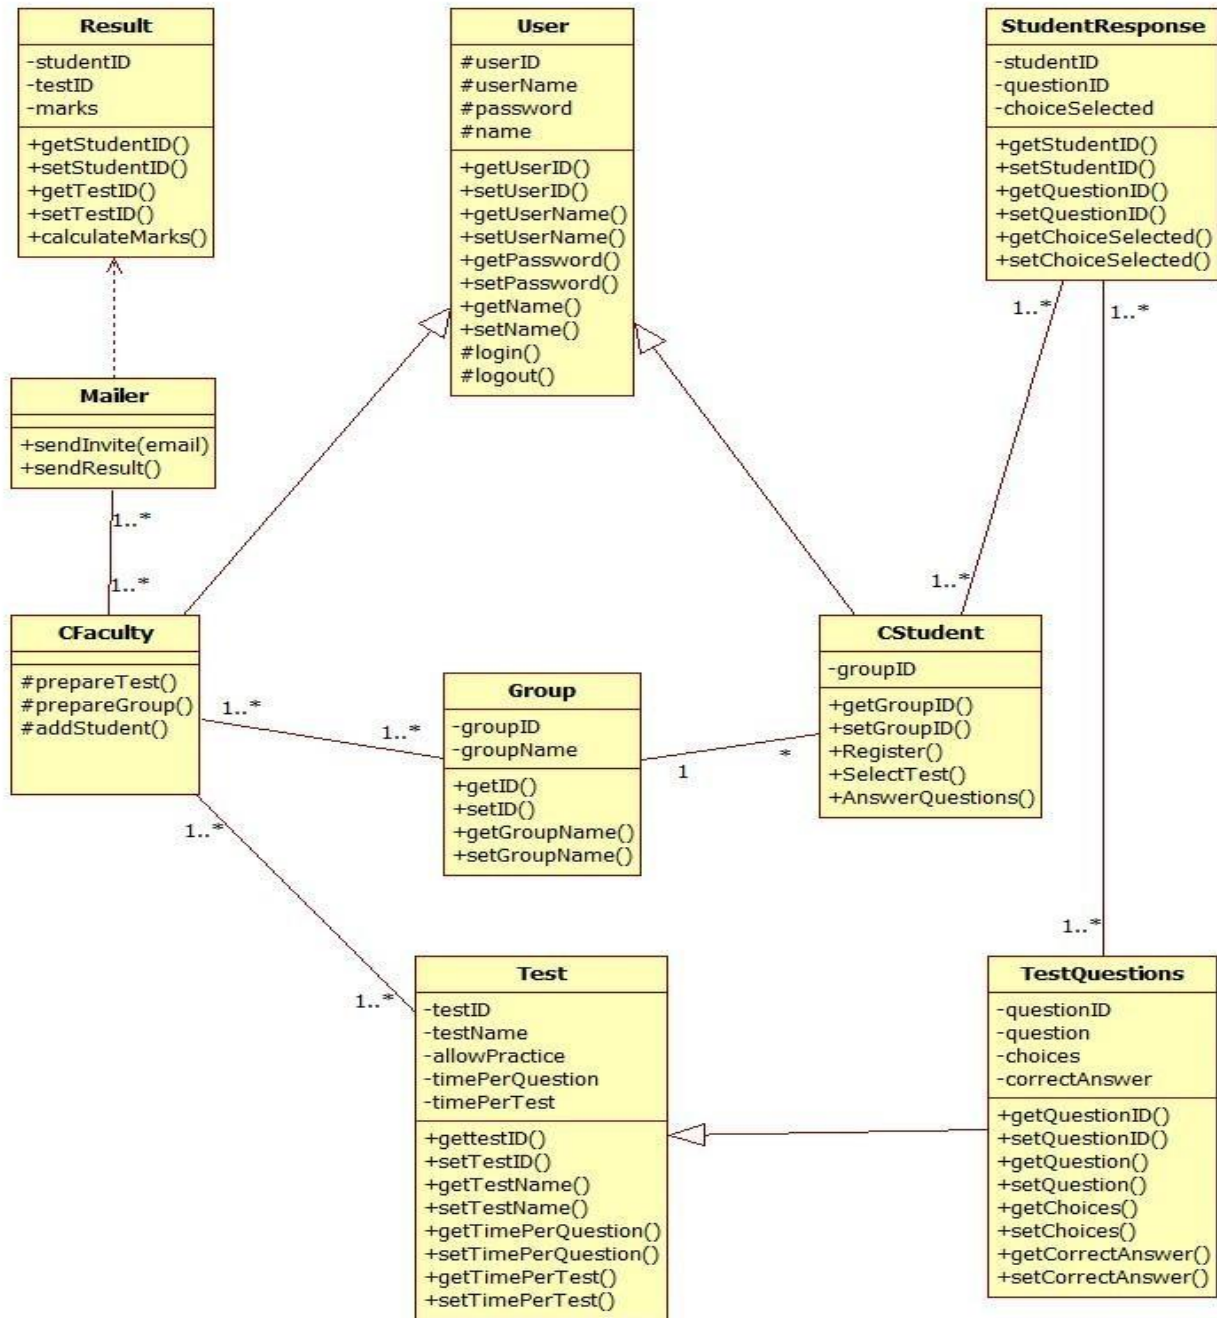 Result
-studentID
-testID
-marks
+getStudentID()
+setStudentID()
+getTestID()
+setTestID()
+calculateMarks()
User
#userID
#userName
#password
#name
+getUserID()
+setUserID()
+getUserName()
+setUserName()
+getPassword()
+setPassword()
+getName()
+setName()
#login()
#logout()
StudentResponse
-studentID
-questionID
-choiceSelected
+getStudentID()
+setStudentID()
+getQuestionID()
+setQuestionID()
+getChoiceSelected()
+setChoiceSelected()
1..*
1..*
Mailer
+sendInvite(email)
+sendResult()
1..*
1..*
1..*
CFaculty
#prepareTest()
#prepareGroup()
#addStudent()
1..*
1..*
Group
-groupID
-groupName
+getID()
+setID()
+getGroupName()
+setGroupName()
1
*
CStudent
-groupID
+getGroupID()
+setGroupID()
+Register()
+SelectTest()
+AnswerQuestions()
1..*
1..*
1..*
Test
-testID
-testName
-allowPractice
-timePerQuestion
-timePerTest
+gettestID()
+setTestID()
+getTestName()
+setTestName()
+getTimePerQuestion()
+setTimePerQuestion()
+getTimePerTest()
+setTimePerTest()
TestQuestions
-questionID
-question
-choices
-correctAnswer
+getQuestionID()
+setQuestionID()
+getQuestion()
+setQuestion()
+getChoices()
+setChoices()
+getCorrectAnswer()
+setCorrectAnswer()